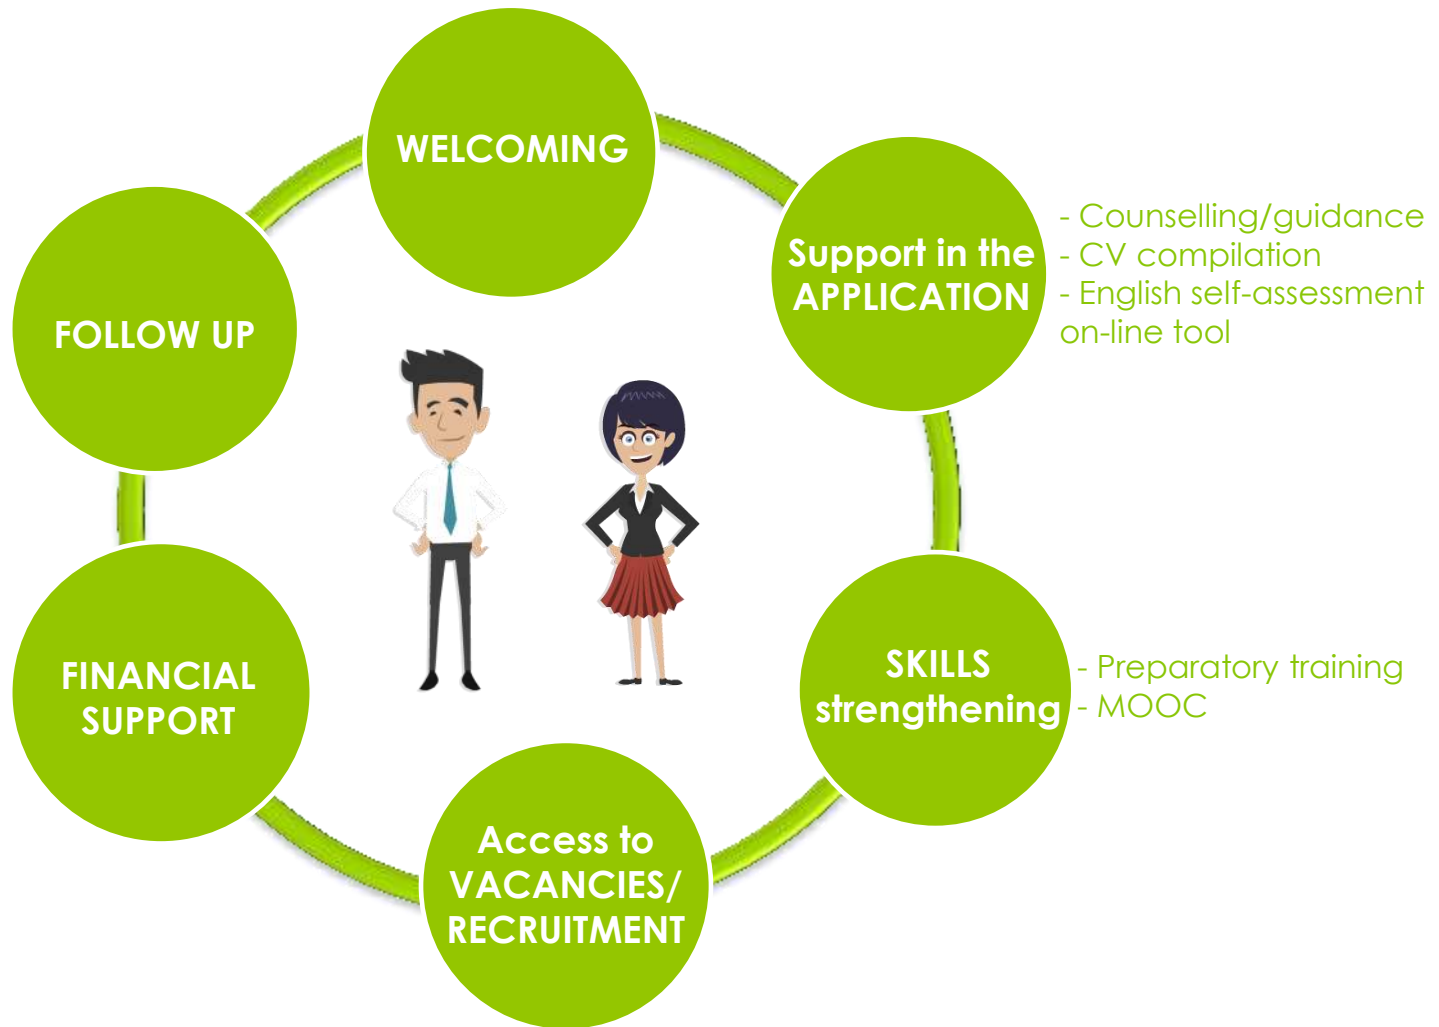 WELCOMING
Support in the
APPLICATION
- Counselling/guidance
- CV compilation
- English self-assessment
on-line tool
SKILLS
strengthening
- Preparatory training
- MOOC
Access to
VACANCIES/
RECRUITMENT
FINANCIAL
SUPPORT
FOLLOW UP